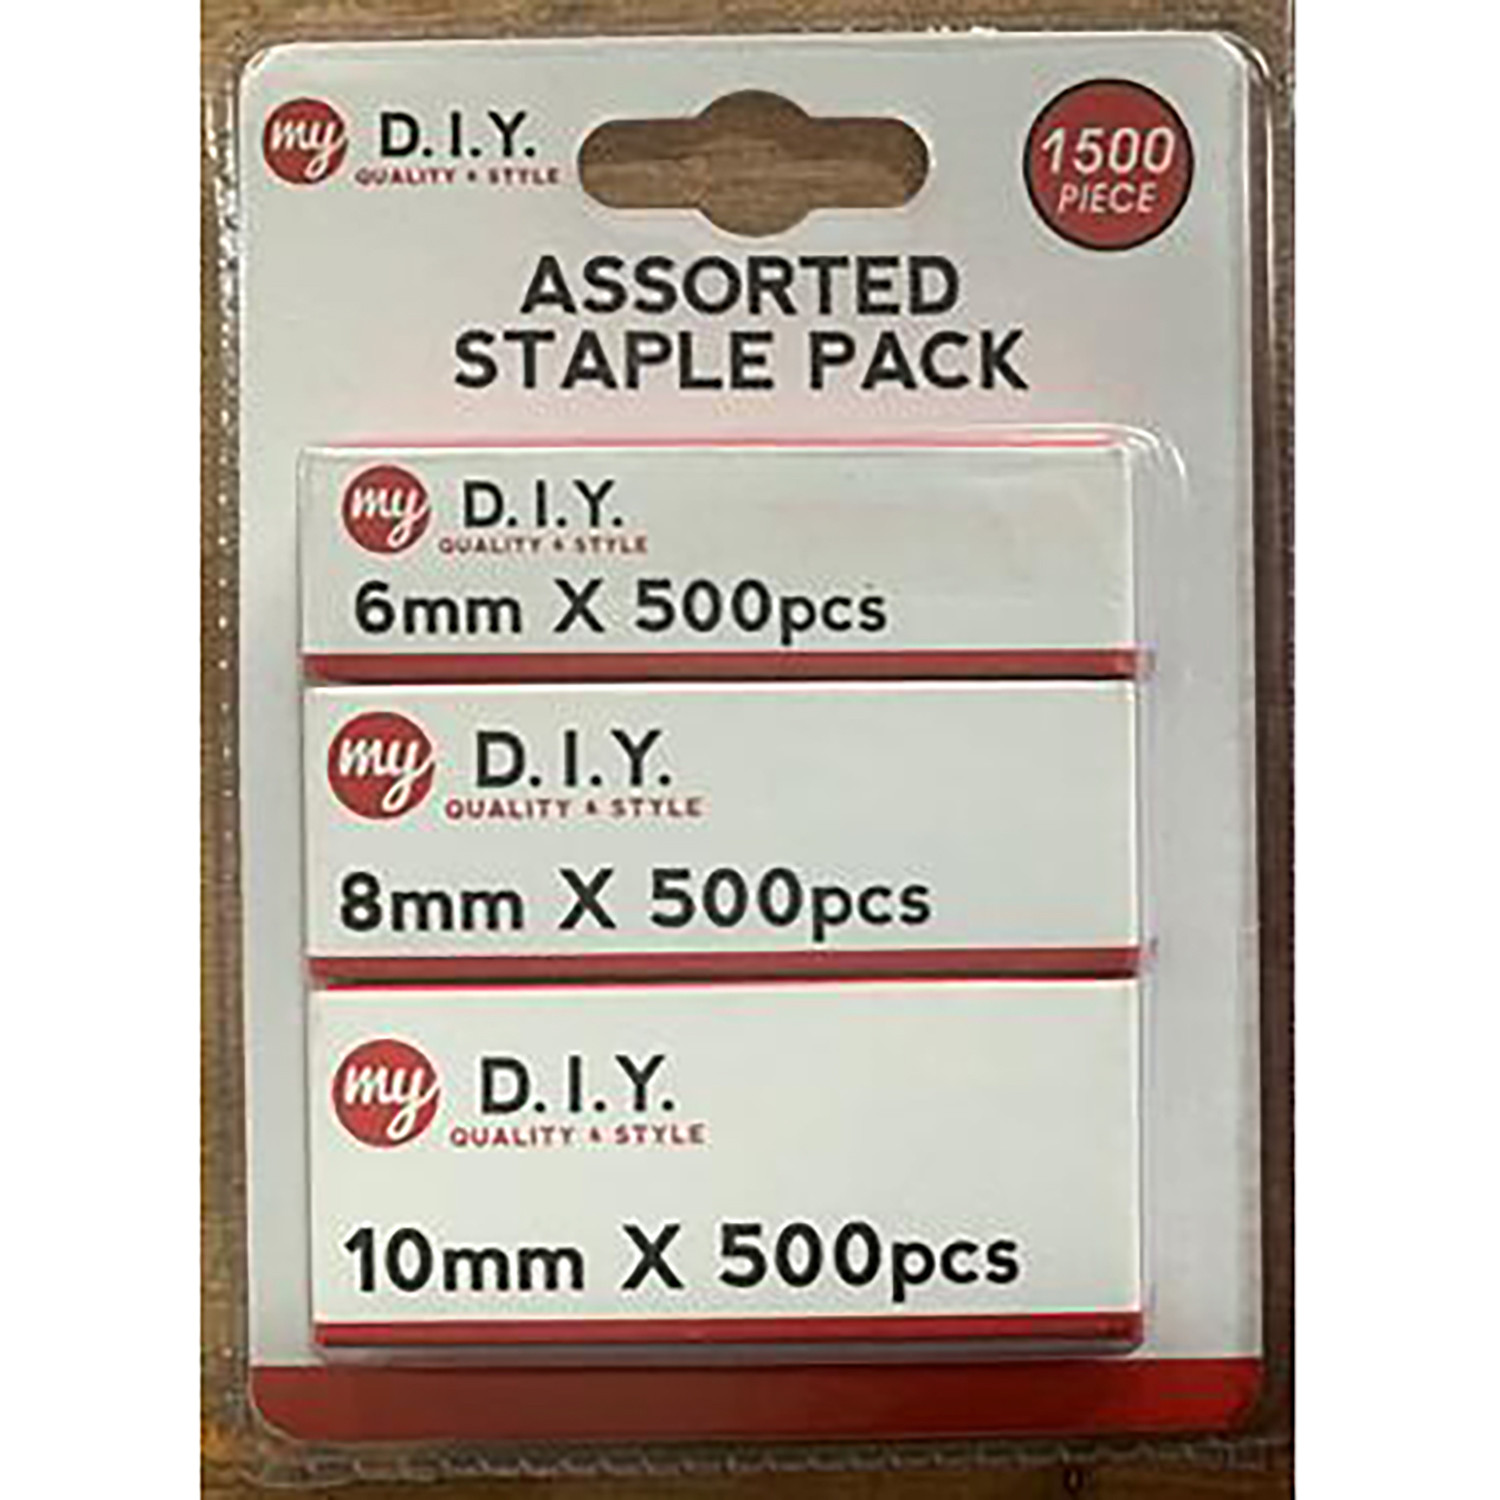 my D.I.Y.
QUALITY & STYLE
1500
PIECE
ASSORTED
STAPLE PACK
my D.I.Y.
QUALITY & STYLE
6mm X 500pcs
my D.I.Y.
QUALITY & STYLE
8mm X 500pcs
my D.I.Y.
QUALITY & STYLE
10mm X 500pcs